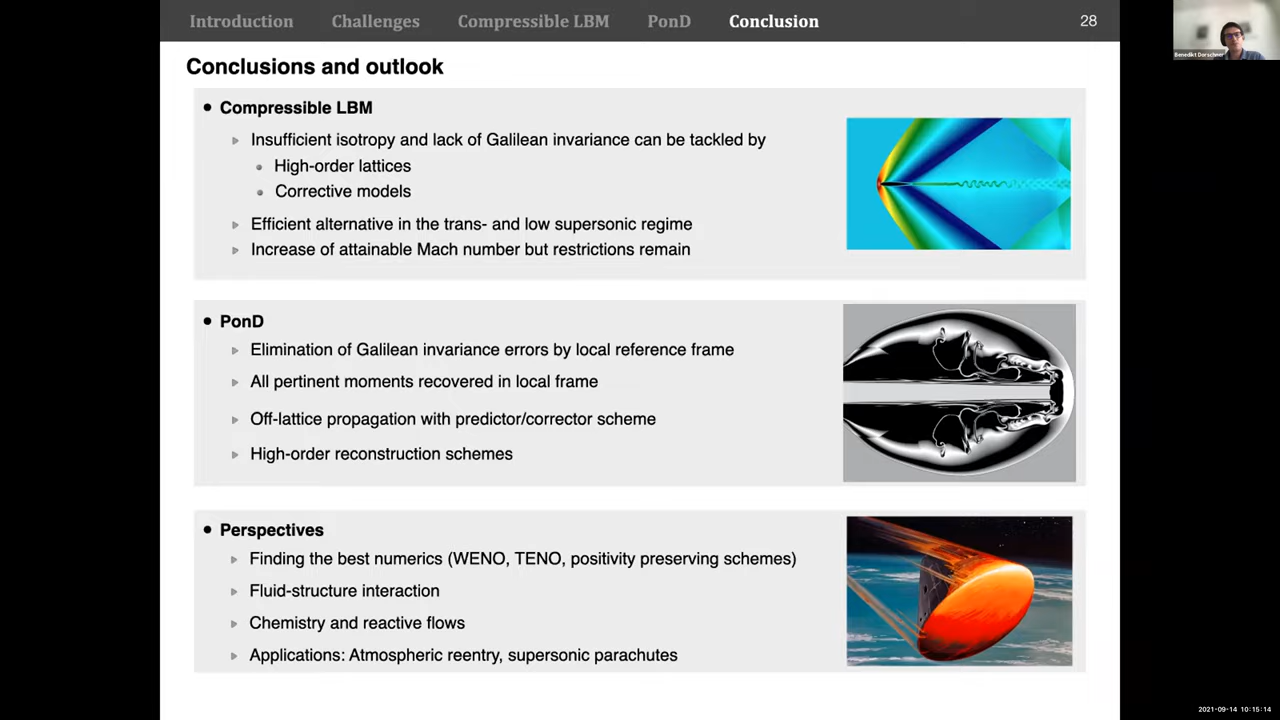 Introduction Challenges Compressible LBM PonD Conclusion 28
Benedikt Dorschner
Conclusions and outlook
Compressible LBM
Insufficient isotropy and lack of Galilean invariance can be tackled by
High-order lattices
Corrective models
Efficient alternative in the trans- and low supersonic regime
Increase of attainable Mach number but restrictions remain
PonD
Elimination of Galilean invariance errors by local reference frame
All pertinent moments recovered in local frame
Off-lattice propagation with predictor/corrector scheme
High-order reconstruction schemes
Perspectives
Finding the best numerics (WENO, TENO, positivity preserving schemes)
Fluid-structure interaction
Chemistry and reactive flows
Applications: Atmospheric reentry, supersonic parachutes
2021-09-14 10:15:14